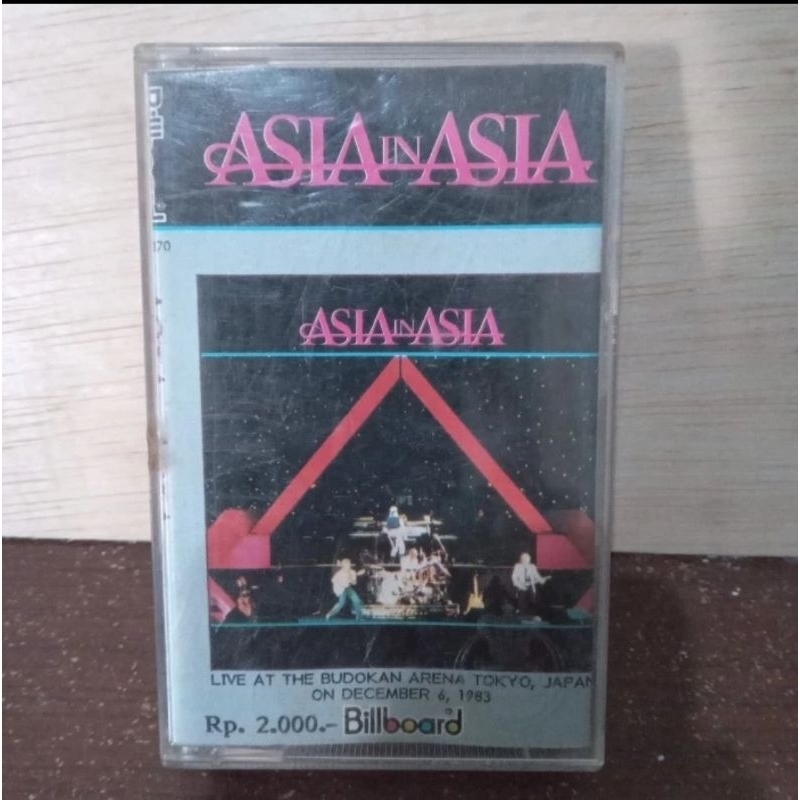 ASIA IN ASIA
170
ASIA IN ASIA
LIVE AT THE BUDOKAN ARENA TOKYO, JAPAN
ON DECEMBER 6, 1983
Rp. 2.000.- Billboard®